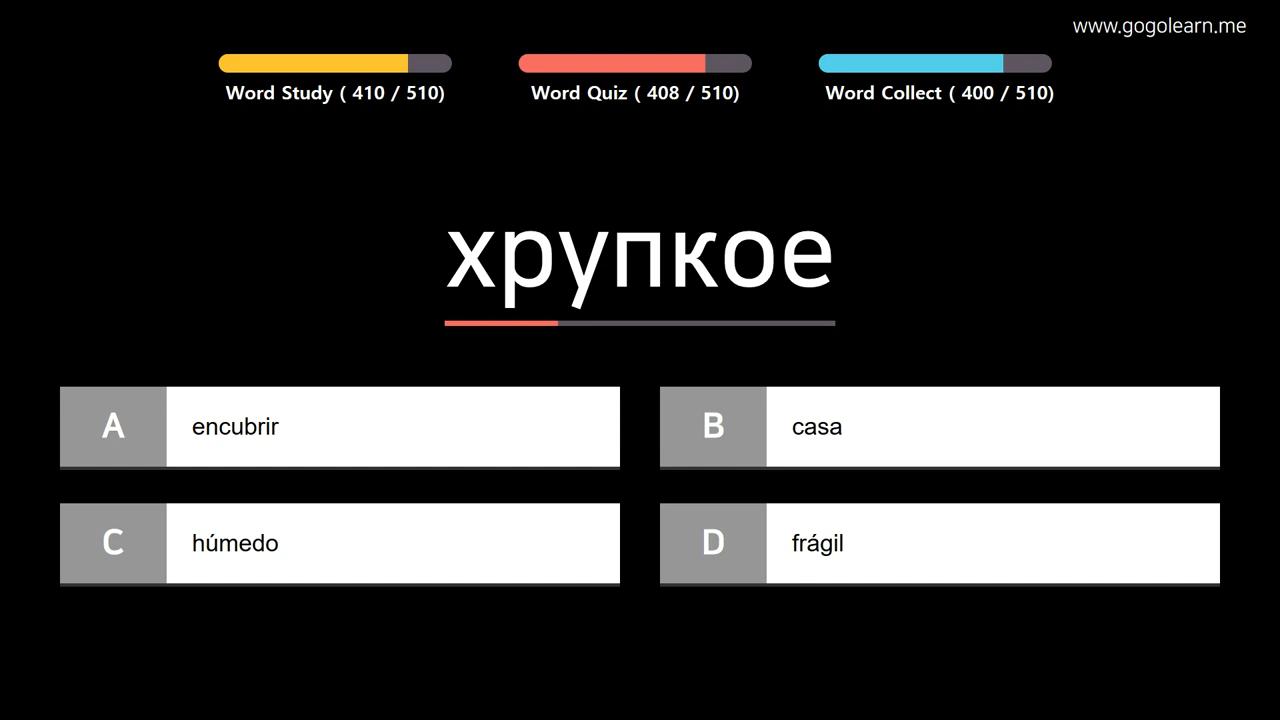 www.gogolearn.me
Word Study ( 410 / 510)
Word Quiz ( 408 / 510)
Word Collect ( 400 / 510)
хрупкое
A encubrir
B casa
C húmedo
D frágil